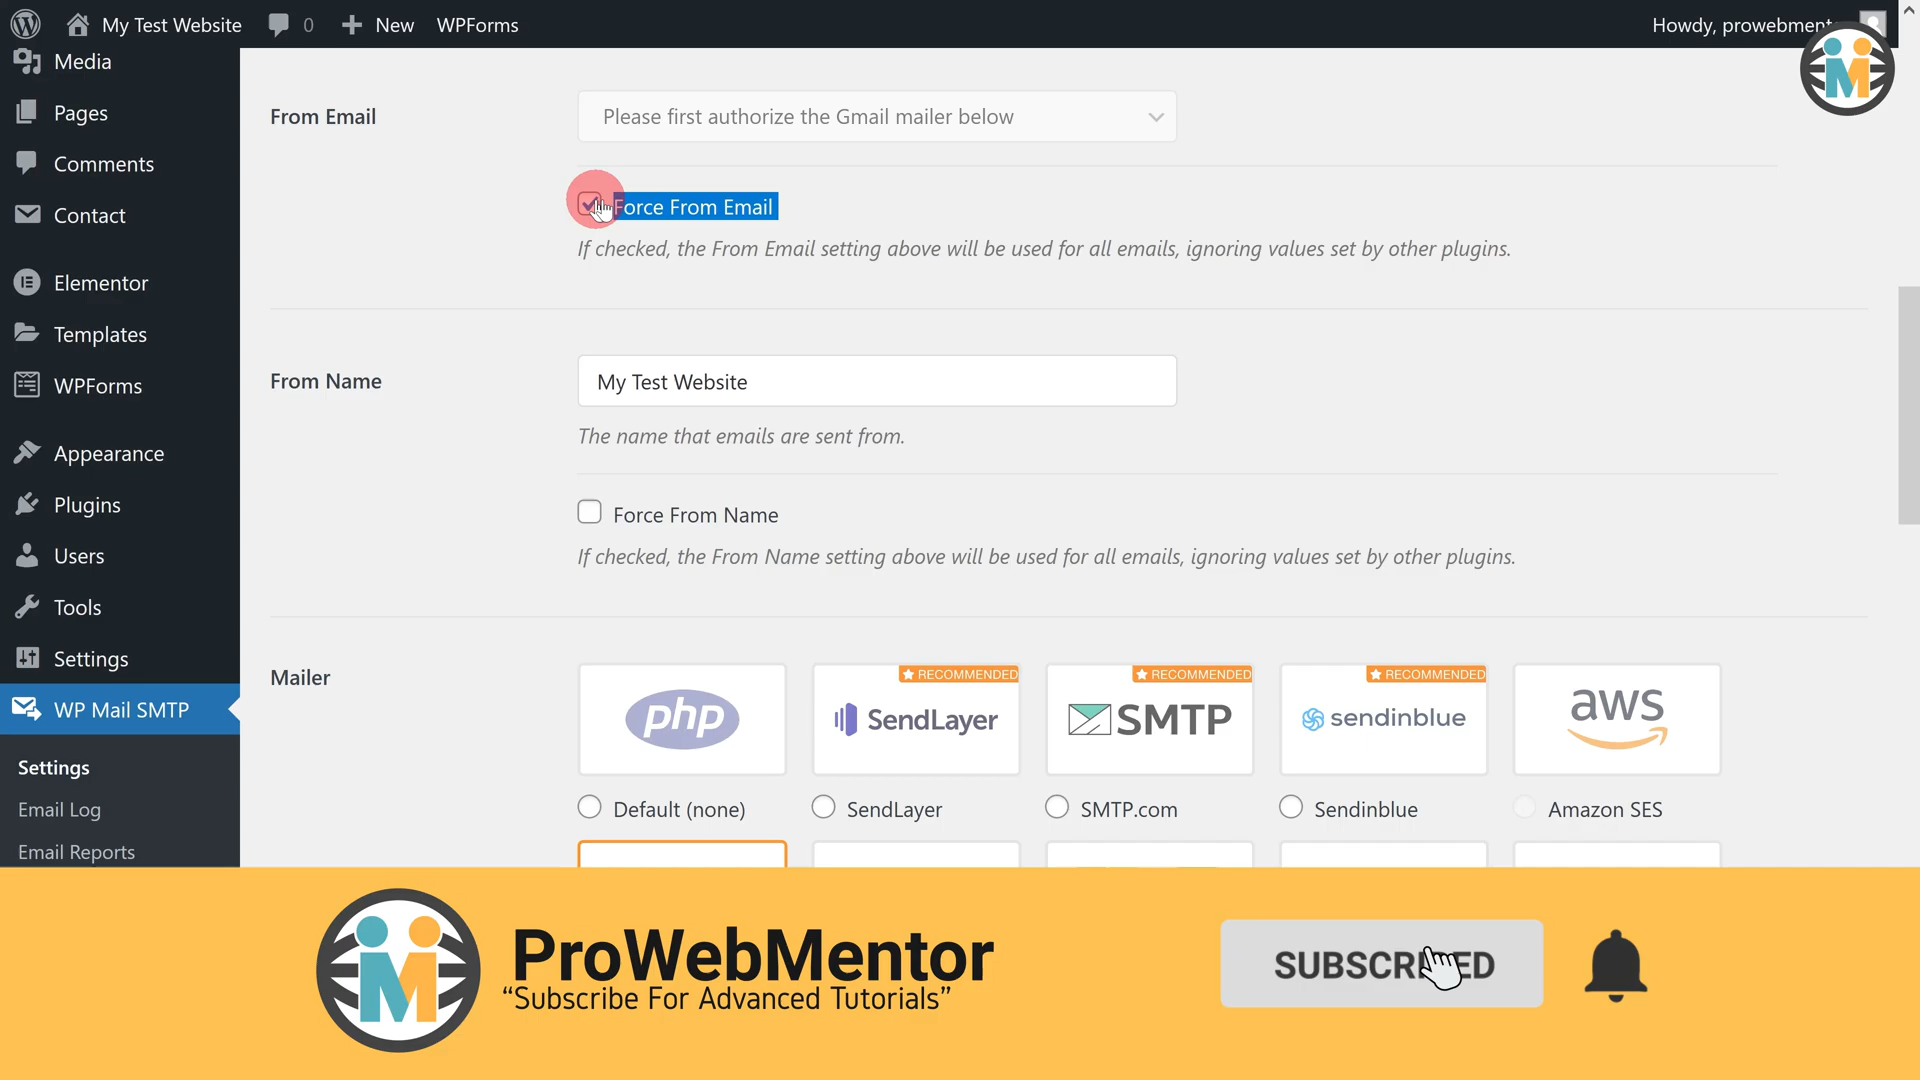 My Test Website 0 New WPForms
Howdy, prowebment
Media
Pages
Comments
Contact
Elementor
Templates
WPForms
Appearance
Plugins
Users
Tools
Settings
WP Mail SMTP
Settings
Email Log
Email Reports
From Email
Please first authorize the Gmail mailer below
Force From Email
If checked, the From Email setting above will be used for all emails, ignoring values set by other plugins.
From Name
My Test Website
The name that emails are sent from.
Force From Name
If checked, the From Name setting above will be used for all emails, ignoring values set by other plugins.
Mailer
RECOMMENDED RECOMMENDED RECOMMENDED
php SendLayer SMTP sendinblue aws
Default (none) SendLayer SMTP.com Sendinblue Amazon SES
M
ProWebMentor
“Subscribe For Advanced Tutorials”
SUBSCRIBED
M